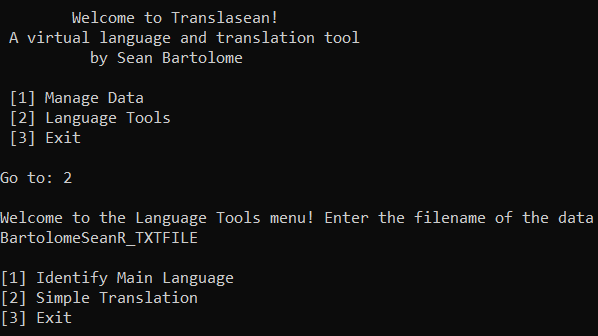 Welcome to Translasean!
A virtual language and translation tool
by Sean Bartolome
[1] Manage Data
[2] Language Tools
[3] Exit
Go to: 2
Welcome to the Language Tools menu! Enter the filename of the data
BartolomeSeanR_TXTFILE
[1] Identify Main Language
[2] Simple Translation
[3] Exit